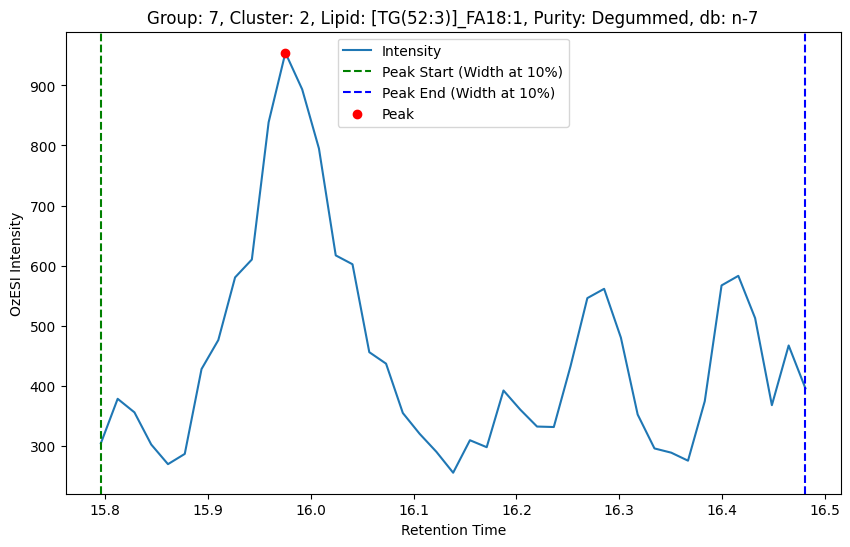 Group: 7, Cluster: 2, Lipid: [TG(52:3)]_FA18:1, Purity: Degummed, db: n-7
Intensity
Peak Start (Width at 10%)
Peak End (Width at 10%)
Peak
OzESI Intensity
900
800
700
600
500
400
300
15.8 15.9 16.0 16.1 16.2 16.3 16.4 16.5
Retention Time